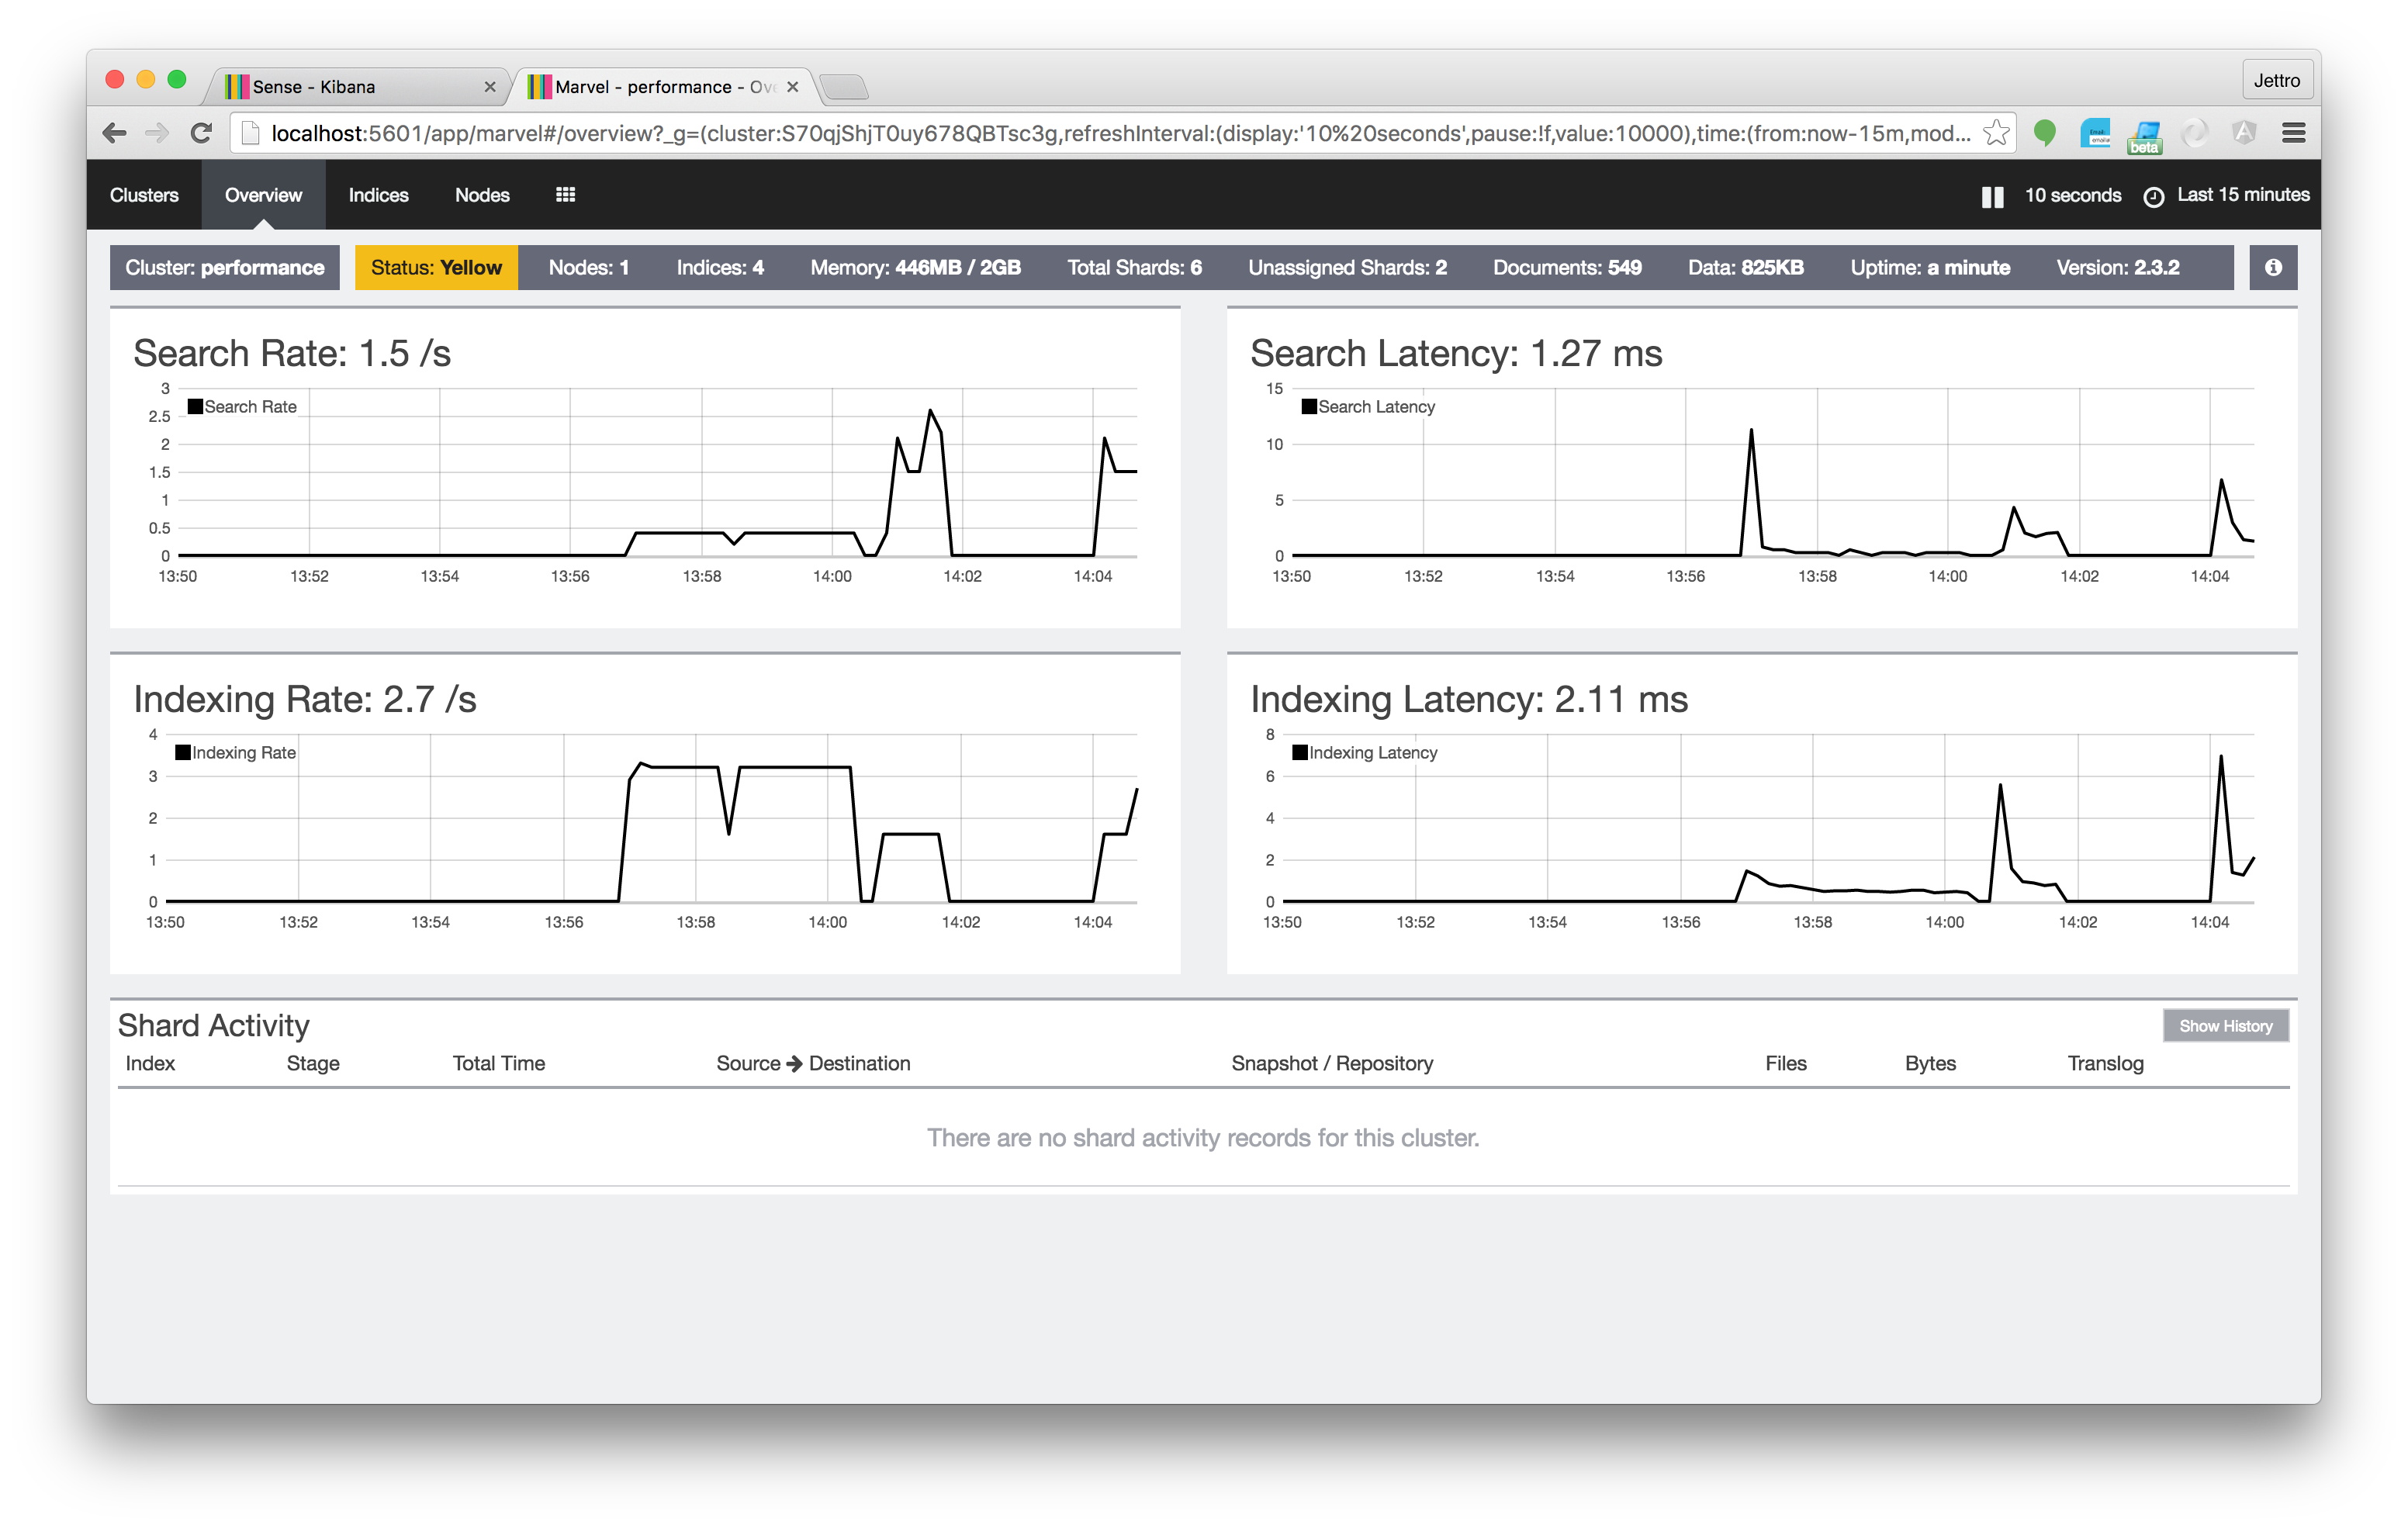 Sense - Kibana
Marvel - performance - Ove
Jettro
localhost:5601/app/marvel#/overview?_g=(cluster:S70qjShjT0uy678QBTsc3g,refreshInterval:(display:'10%20seconds',pause:!f,value:10000),time:(from:now-15m,mod...
beta
Clusters Overview Indices Nodes 10 seconds Last 15 minutes
Cluster: performance Status: Yellow Nodes: 1 Indices: 4 Memory: 446MB / 2GB Total Shards: 6 Unassigned Shards: 2 Documents: 549 Data: 825KB Uptime: a minute Version: 2.3.2
Search Rate: 1.5 /s
Search Rate
3
2.5
2
1.5
1
0.5
0
13:50 13:52 13:54 13:56 13:58 14:00 14:02 14:04
Search Latency: 1.27 ms
Search Latency
15
10
5
0
13:50 13:52 13:54 13:56 13:58 14:00 14:02 14:04
Indexing Rate: 2.7 /s
Indexing Rate
4
3
2
1
0
13:50 13:52 13:54 13:56 13:58 14:00 14:02 14:04
Indexing Latency: 2.11 ms
Indexing Latency
8
6
4
2
0
13:50 13:52 13:54 13:56 13:58 14:00 14:02 14:04
Shard Activity
Show History
Index Stage Total Time Source → Destination Snapshot / Repository Files Bytes Translog
There are no shard activity records for this cluster.